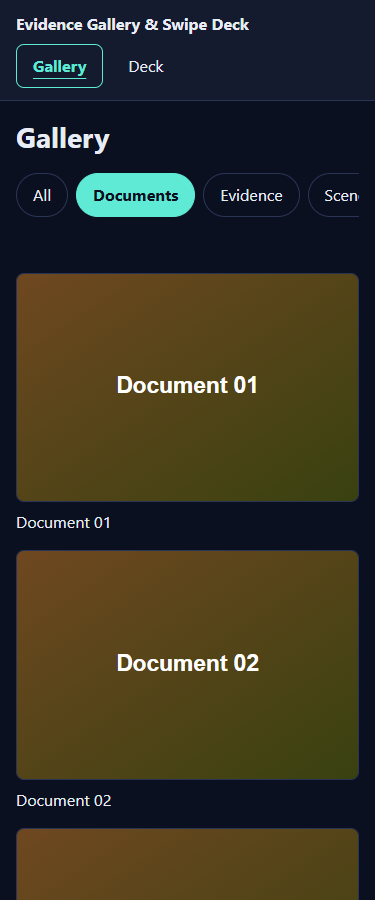 Evidence Gallery & Swipe Deck
Gallery Deck
Gallery
All Documents Evidence
Document 01
Document 01
Document 02
Document 02